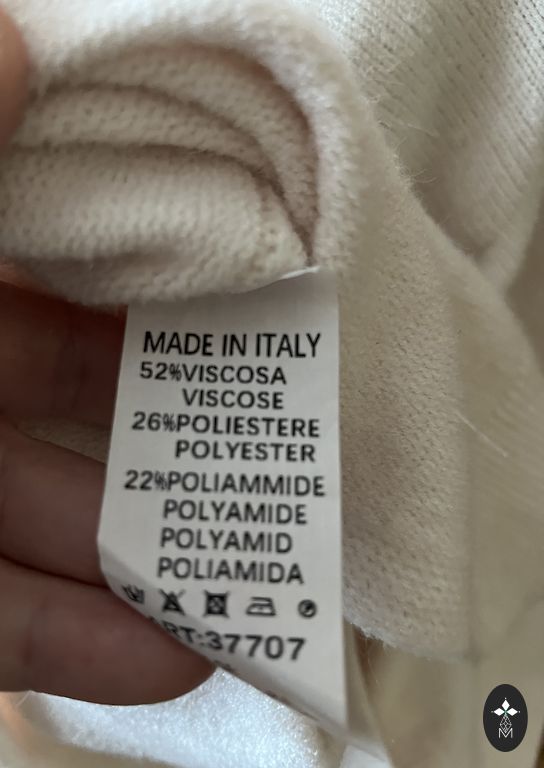 MADE IN ITALY
52%VISCOSA
VISCOSE
26%POLIESTERE
POLYESTER
22%POLIAMMIDE
POLYAMIDE
POLYAMID
POLIAMIDA
ART:37707
M